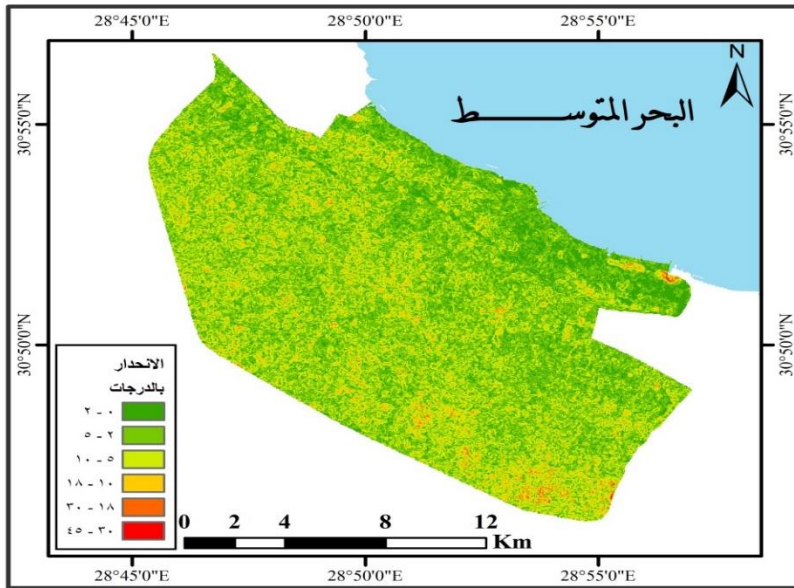 28°45'0"E 28°50'0"E 28°55'0"E
N
30°55'0"N 30°55'0"N
البحر المتوســــــط
30°50'0"N 30°50'0"N
الانحدار
بالدرجات
٠ - ٢
٢ - ٥
٥ - ١٠
١٠ - ١٨
١٨ - ٣٠
٣٠ - ٤٥
0 2 4 8 12
Km
28°45'0"E 28°50'0"E 28°55'0"E